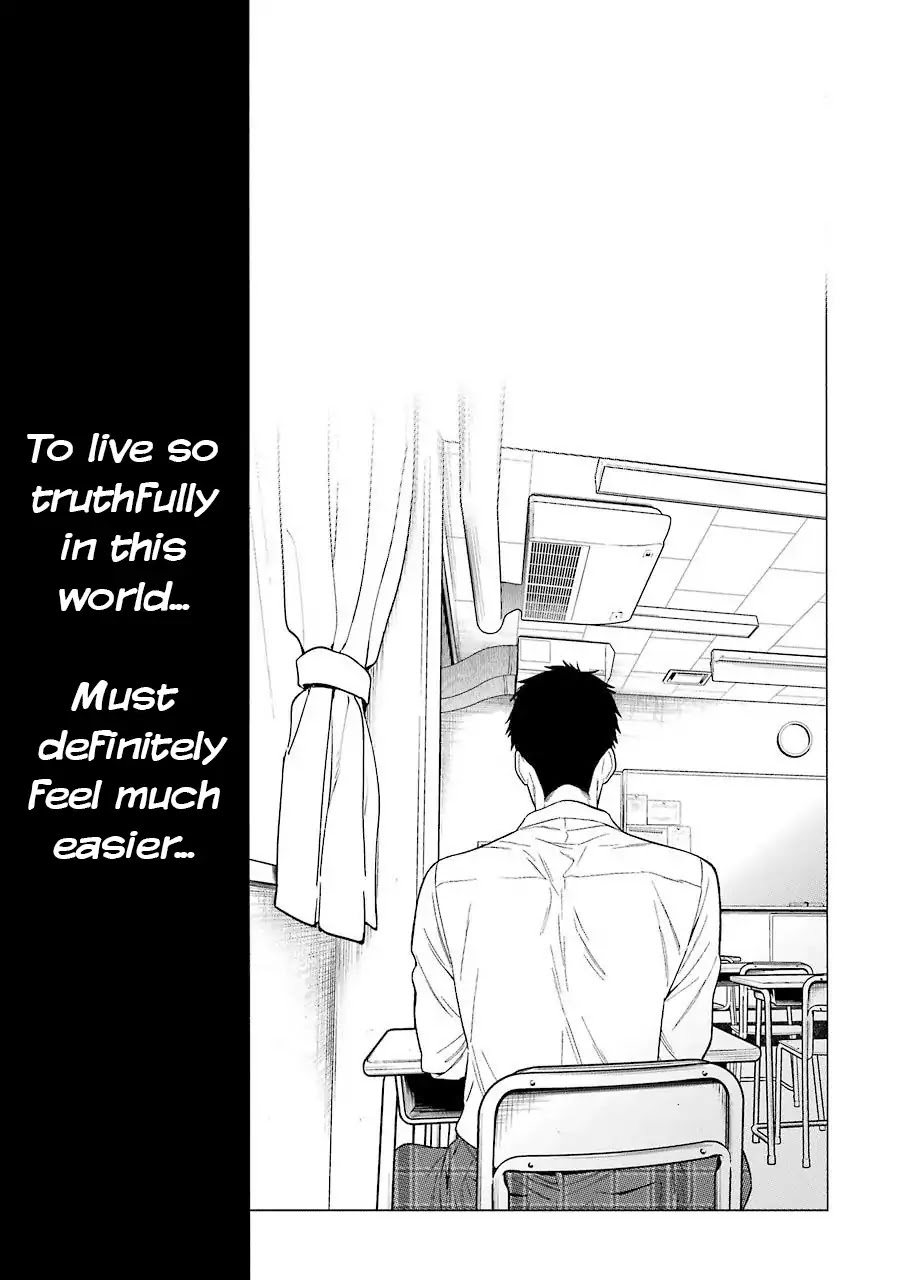 To live so
truthfully
in this
world...
Must
definitely
feel much
easier...